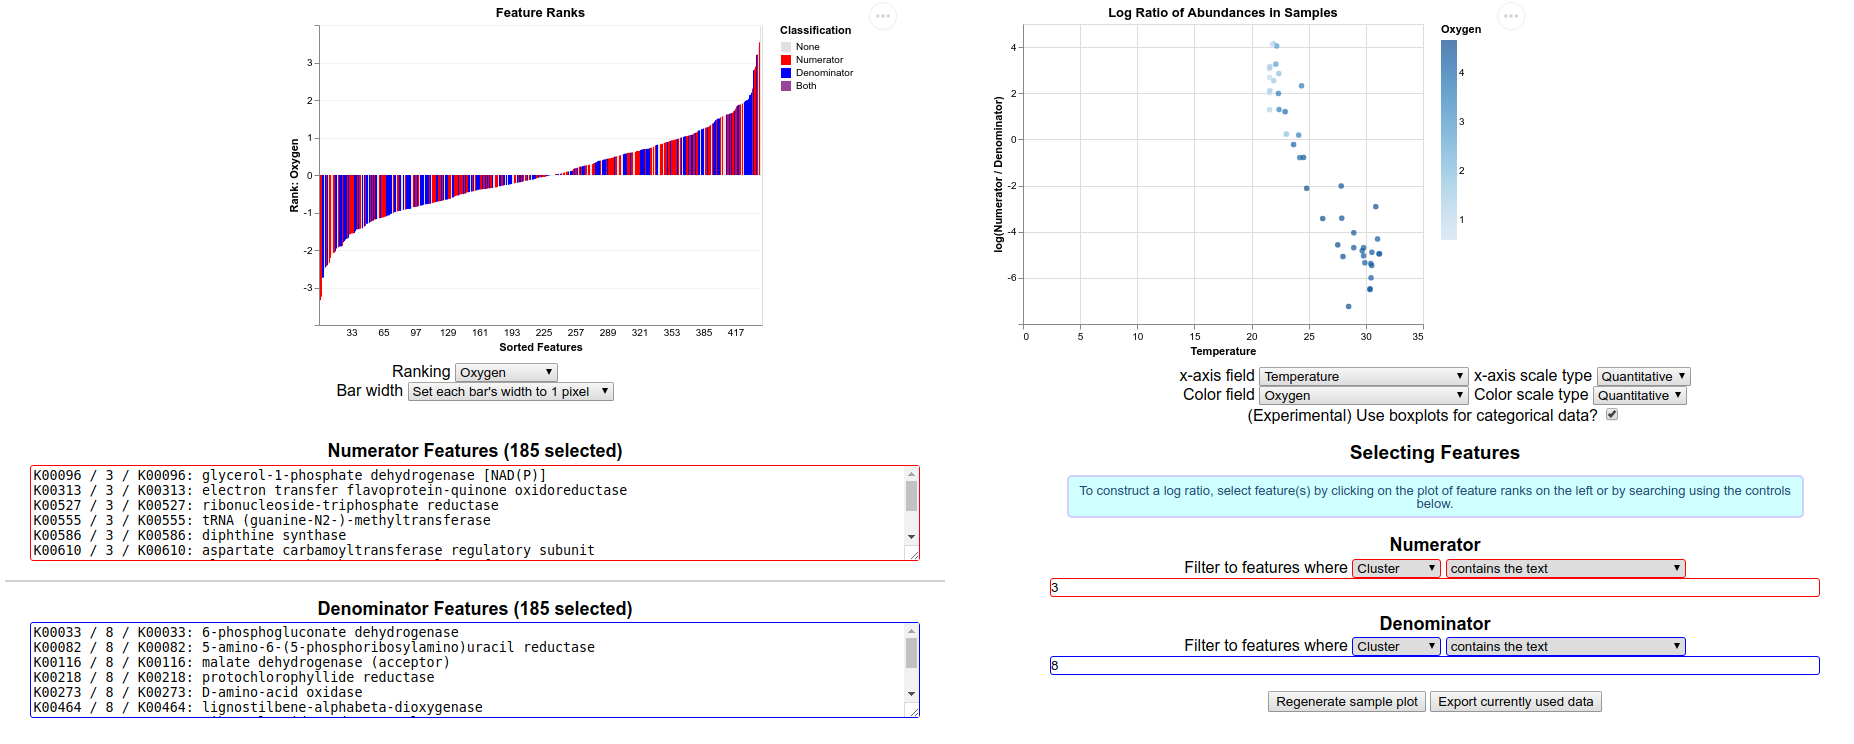 Feature Ranks
Classification
None
Numerator
Denominator
Both
Rank: Oxygen
3
2
1
0
-1
-2
-3
33 65 97 129 161 193 225 257 289 321 353 385 417
Sorted Features
Ranking Oxygen
Bar width Set each bar's width to 1 pixel
Numerator Features (185 selected)
K00096 / 3 / K00096: glycerol-1-phosphate dehydrogenase [NAD(P)]
K00313 / 3 / K00313: electron transfer flavoprotein-quinone oxidoreductase
K00527 / 3 / K00527: ribonucleoside-triphosphate reductase
K00555 / 3 / K00555: tRNA (guanine-N2-)-methyltransferase
K00586 / 3 / K00586: diphthine synthase
K00610 / 3 / K00610: aspartate carbamoyltransferase regulatory subunit
Denominator Features (185 selected)
K00033 / 8 / K00033: 6-phosphogluconate dehydrogenase
K00082 / 8 / K00082: 5-amino-6-(5-phosphoribosylamino)uracil reductase
K00116 / 8 / K00116: malate dehydrogenase (acceptor)
K00218 / 8 / K00218: protochlorophyllide reductase
K00273 / 8 / K00273: D-amino-acid oxidase
K00464 / 8 / K00464: lignostilbene-alphabeta-dioxygenase
Log Ratio of Abundances in Samples
Oxygen
4
3
2
1
log(Numerator / Denominator)
4
2
0
-2
-4
-6
0 5 10 15 20 25 30 35
Temperature
x-axis field Temperature x-axis scale type Quantitative
Color field Oxygen Color scale type Quantitative
(Experimental) Use boxplots for categorical data?
Selecting Features
To construct a log ratio, select feature(s) by clicking on the plot of feature ranks on the left or by searching using the controls
below.
Numerator
Filter to features where Cluster contains the text
3
Denominator
Filter to features where Cluster contains the text
8
Regenerate sample plot Export currently used data